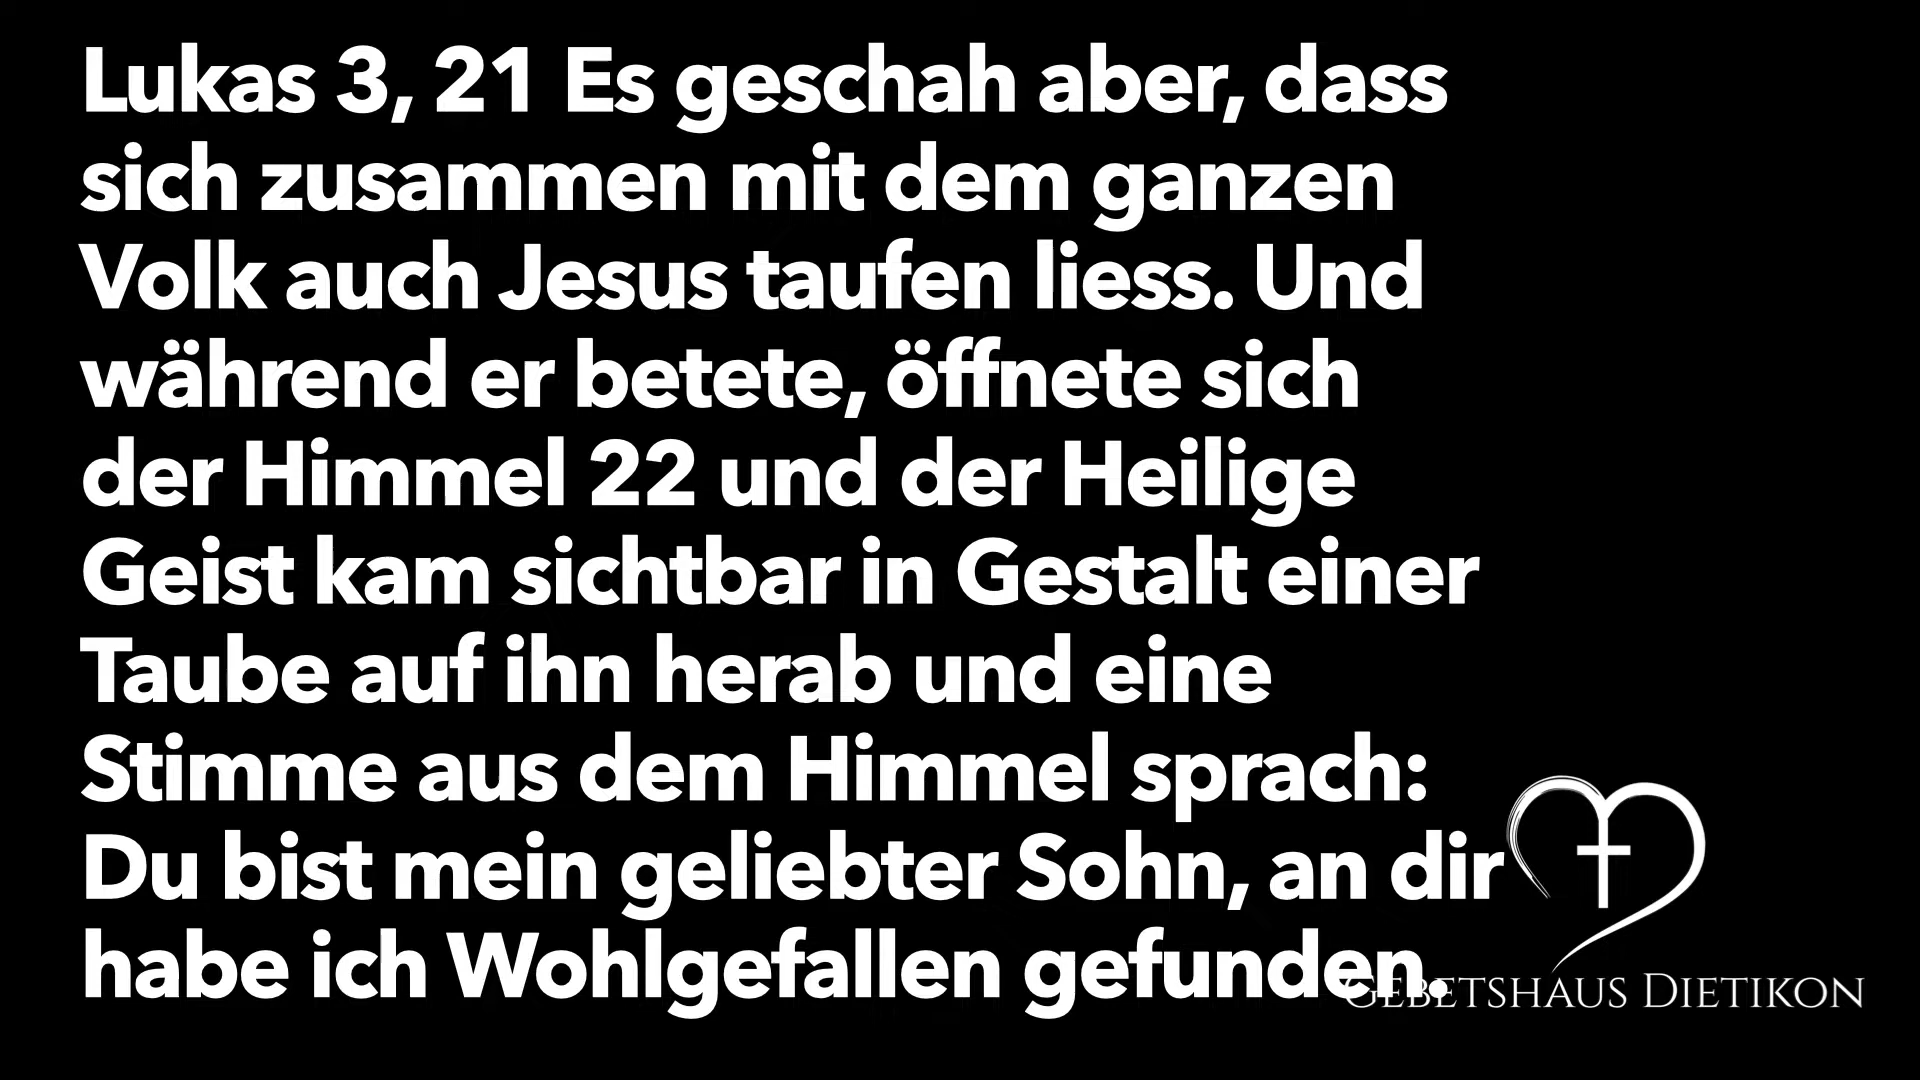 Lukas 3, 21 Es geschah aber, dass
sich zusammen mit dem ganzen
Volk auch Jesus taufen liess. Und
während er betete, öffnete sich
der Himmel 22 und der Heilige
Geist kam sichtbar in Gestalt einer
Taube auf ihn herab und eine
Stimme aus dem Himmel sprach:
Du bist mein geliebter Sohn, an dir
habe ich Wohlgefallen gefunden.
GEBETSHAUS DIETIKON